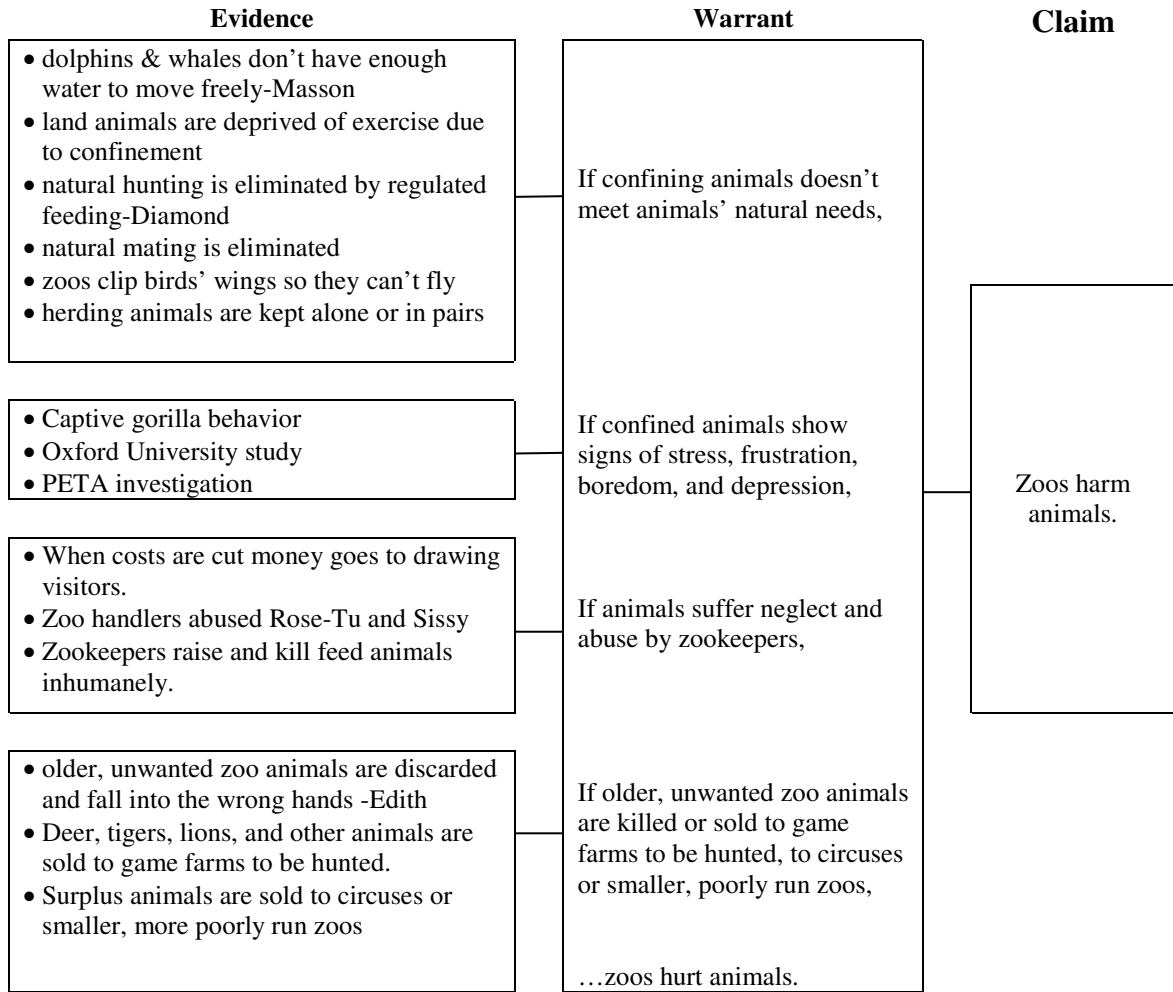 Evidence
Warrant
Claim
• dolphins & whales don’t have enough
water to move freely-Masson
• land animals are deprived of exercise due
to confinement
• natural hunting is eliminated by regulated
feeding-Diamond
• natural mating is eliminated
• zoos clip birds’ wings so they can’t fly
• herding animals are kept alone or in pairs
• Captive gorilla behavior
• Oxford University study
• PETA investigation
• When costs are cut money goes to drawing
visitors.
• Zoo handlers abused Rose-Tu and Sissy
• Zookeepers raise and kill feed animals
inhumanely.
• older, unwanted zoo animals are discarded
and fall into the wrong hands -Edith
• Deer, tigers, lions, and other animals are
sold to game farms to be hunted.
• Surplus animals are sold to circuses or
smaller, more poorly run zoos
If confining animals doesn’t
meet animals’ natural needs,
If confined animals show
signs of stress, frustration,
boredom, and depression,
If animals suffer neglect and
abuse by zookeepers,
If older, unwanted zoo animals
are killed or sold to game
farms to be hunted, to circuses
or smaller, poorly run zoos,
…zoos hurt animals.
Zoos harm
animals.